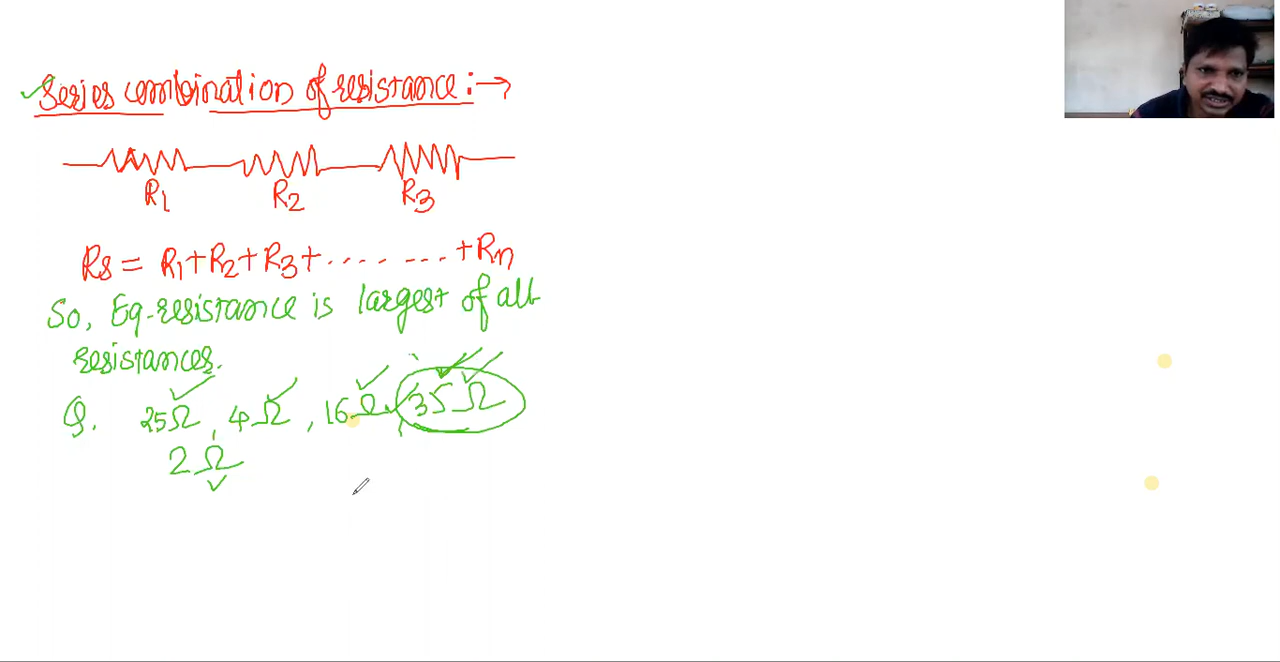 Series combination of resistance :→
R1 R2 R3
Rs = R1+R2+R3+.........+Rn
So, Eq. resistance is largest of all
resistances.
Q. 25Ω, 4Ω, 16Ω, 35Ω
2Ω